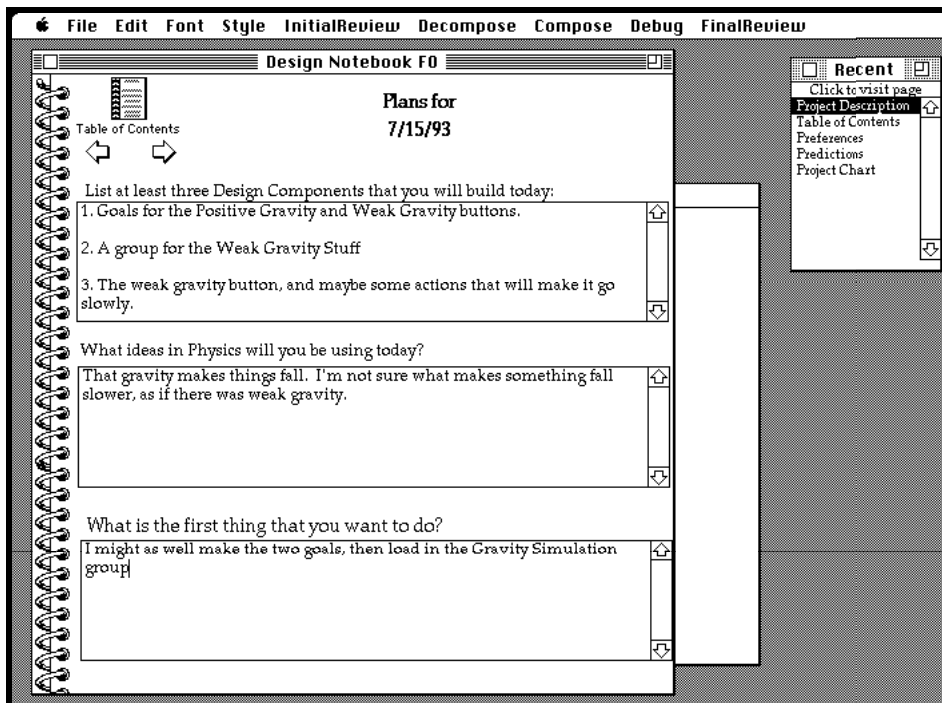 File Edit Font Style InitialReview Decompose Compose Debug FinalReview
Design Notebook F0
Table of Contents
Plans for
7/15/93
List at least three Design Components that you will build today:
1. Goals for the Positive Gravity and Weak Gravity buttons.
2. A group for the Weak Gravity Stuff
3. The weak gravity button, and maybe some actions that will make it go
slowly.
What ideas in Physics will you be using today?
That gravity makes things fall. I'm not sure what makes something fall
slower, as if there was weak gravity.
What is the first thing that you want to do?
I might as well make the two goals, then load in the Gravity Simulation
group
Recent
Click to visit page
Project Description
Table of Contents
Preferences
Predictions
Project Chart